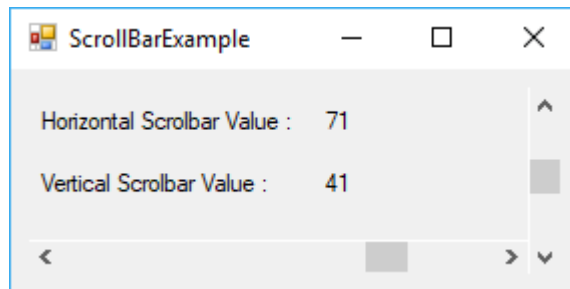 ScrollBarExample
Horizontal Scrolbar Value : 71
Vertical Scrolbar Value : 41